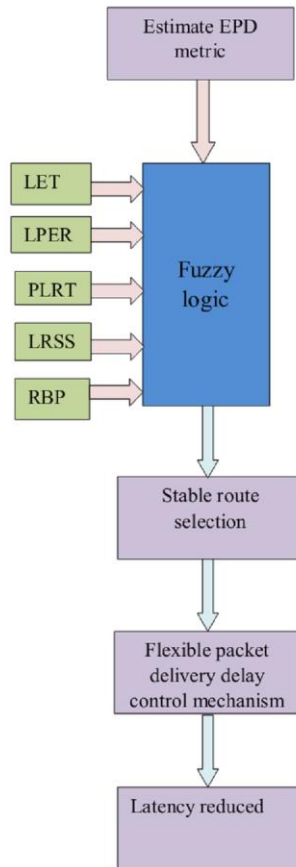 Estimate EPD
metric
LET
LPER
PLRT
LRSS
RBP
Fuzzy
logic
Stable route
selection
Flexible packet
delivery delay
control mechanism
Latency reduced